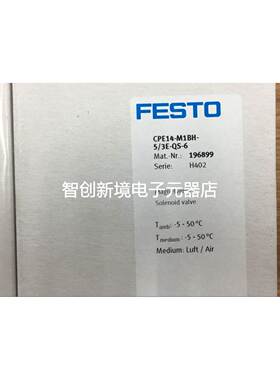 FESTO
CPE14-M1BH-
5/3E-QS-6
Mat.-Nr.: 196899
Serie: H402
智创新境电子元器店
Solenoid valve
Tamb: -5 - 50 °C
Tmedium: -5 - 50 °C
Medium: Luft / Air